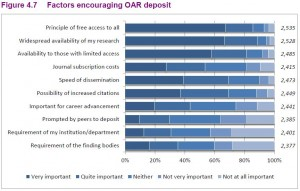 Figure 4.7 Factors encouraging OAR deposit
Principle of free access to all 2,535
Widespread availability of my research 2,528
Availability to those with limited access 2,485
Journal subscription costs 2,415
Speed of dissemination 2,473
Possibility of increased citations 2,449
Important for career advancement 2,441
Prompted by peers to deposit 2,385
Requirement of my institution/department 2,401
Requirement of the finding bodies 2,377
0% 20% 40% 60% 80% 100%
Very important Quite important Neither Not very important Not at all important